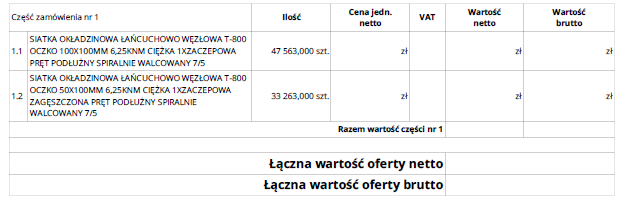 Część zamówienia nr 1 Ilość Cena jedn. netto VAT Wartość netto Wartość brutto
1.1 SIATKA OKŁADZINOWA ŁAŃCUCHOWO WĘZŁOWA T-800
OCZKO 100X100MM 6,25KNM CIĘŻKA 1XZACZEPOWA 47 563,000 szt. zł zł zł
PRĘT PODŁUŻNY SPIRALNIE WALCOWANY 7/5
SIATKA OKŁADZINOWA ŁAŃCUCHOWO WĘZŁOWA T-800
1.2 OCZKO 50X100MM 6,25KNM CIĘŻKA 1XZACZEPOWA 33 263,000 szt. zł zł zł
ZAGĘSZCZONA PRĘT PODŁUŻNY SPIRALNIE
WALCOWANY 7/5
Razem wartość części nr 1
Łączna wartość oferty netto
Łączna wartość oferty brutto